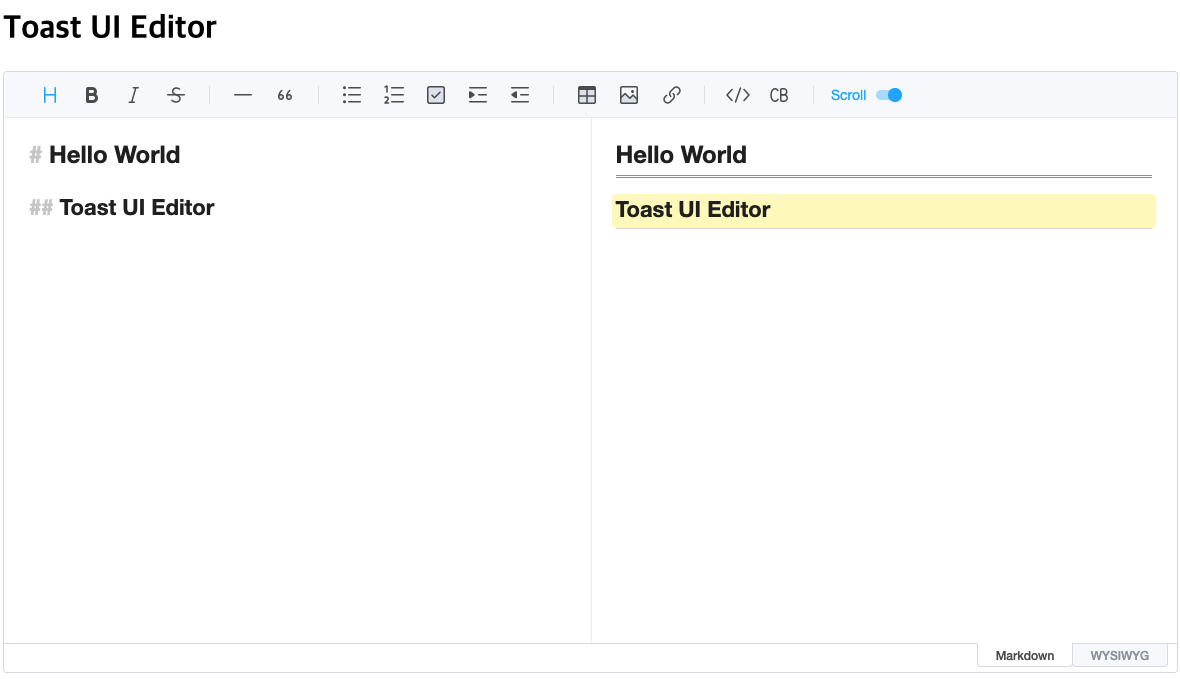 Toast UI Editor
H B I S — 66 </> CB Scroll
# Hello World
## Toast UI Editor
Hello World
Toast UI Editor
Markdown WYSIWYG